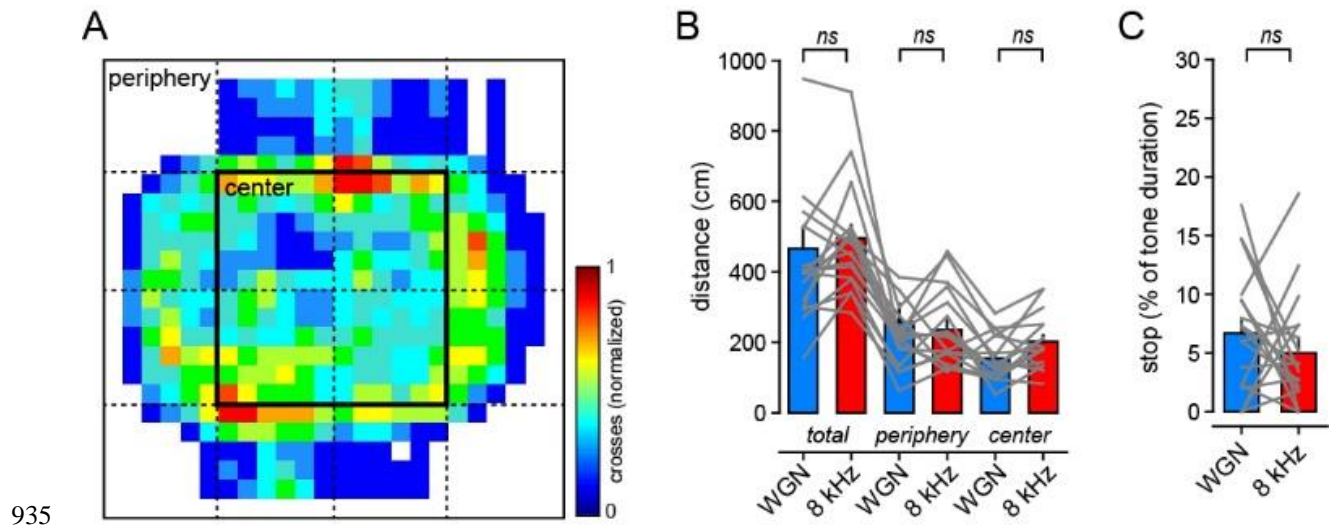 A
periphery
center
1
crosses (normalized)
0
B
ns
ns
ns
1000
800
600
400
200
0
distance (cm)
total
periphery
center
WGN
8 kHz
WGN
8 kHz
WGN
8 kHz
C
ns
30
25
20
15
10
5
0
stop (% of tone duration)
WGN
8 kHz
935